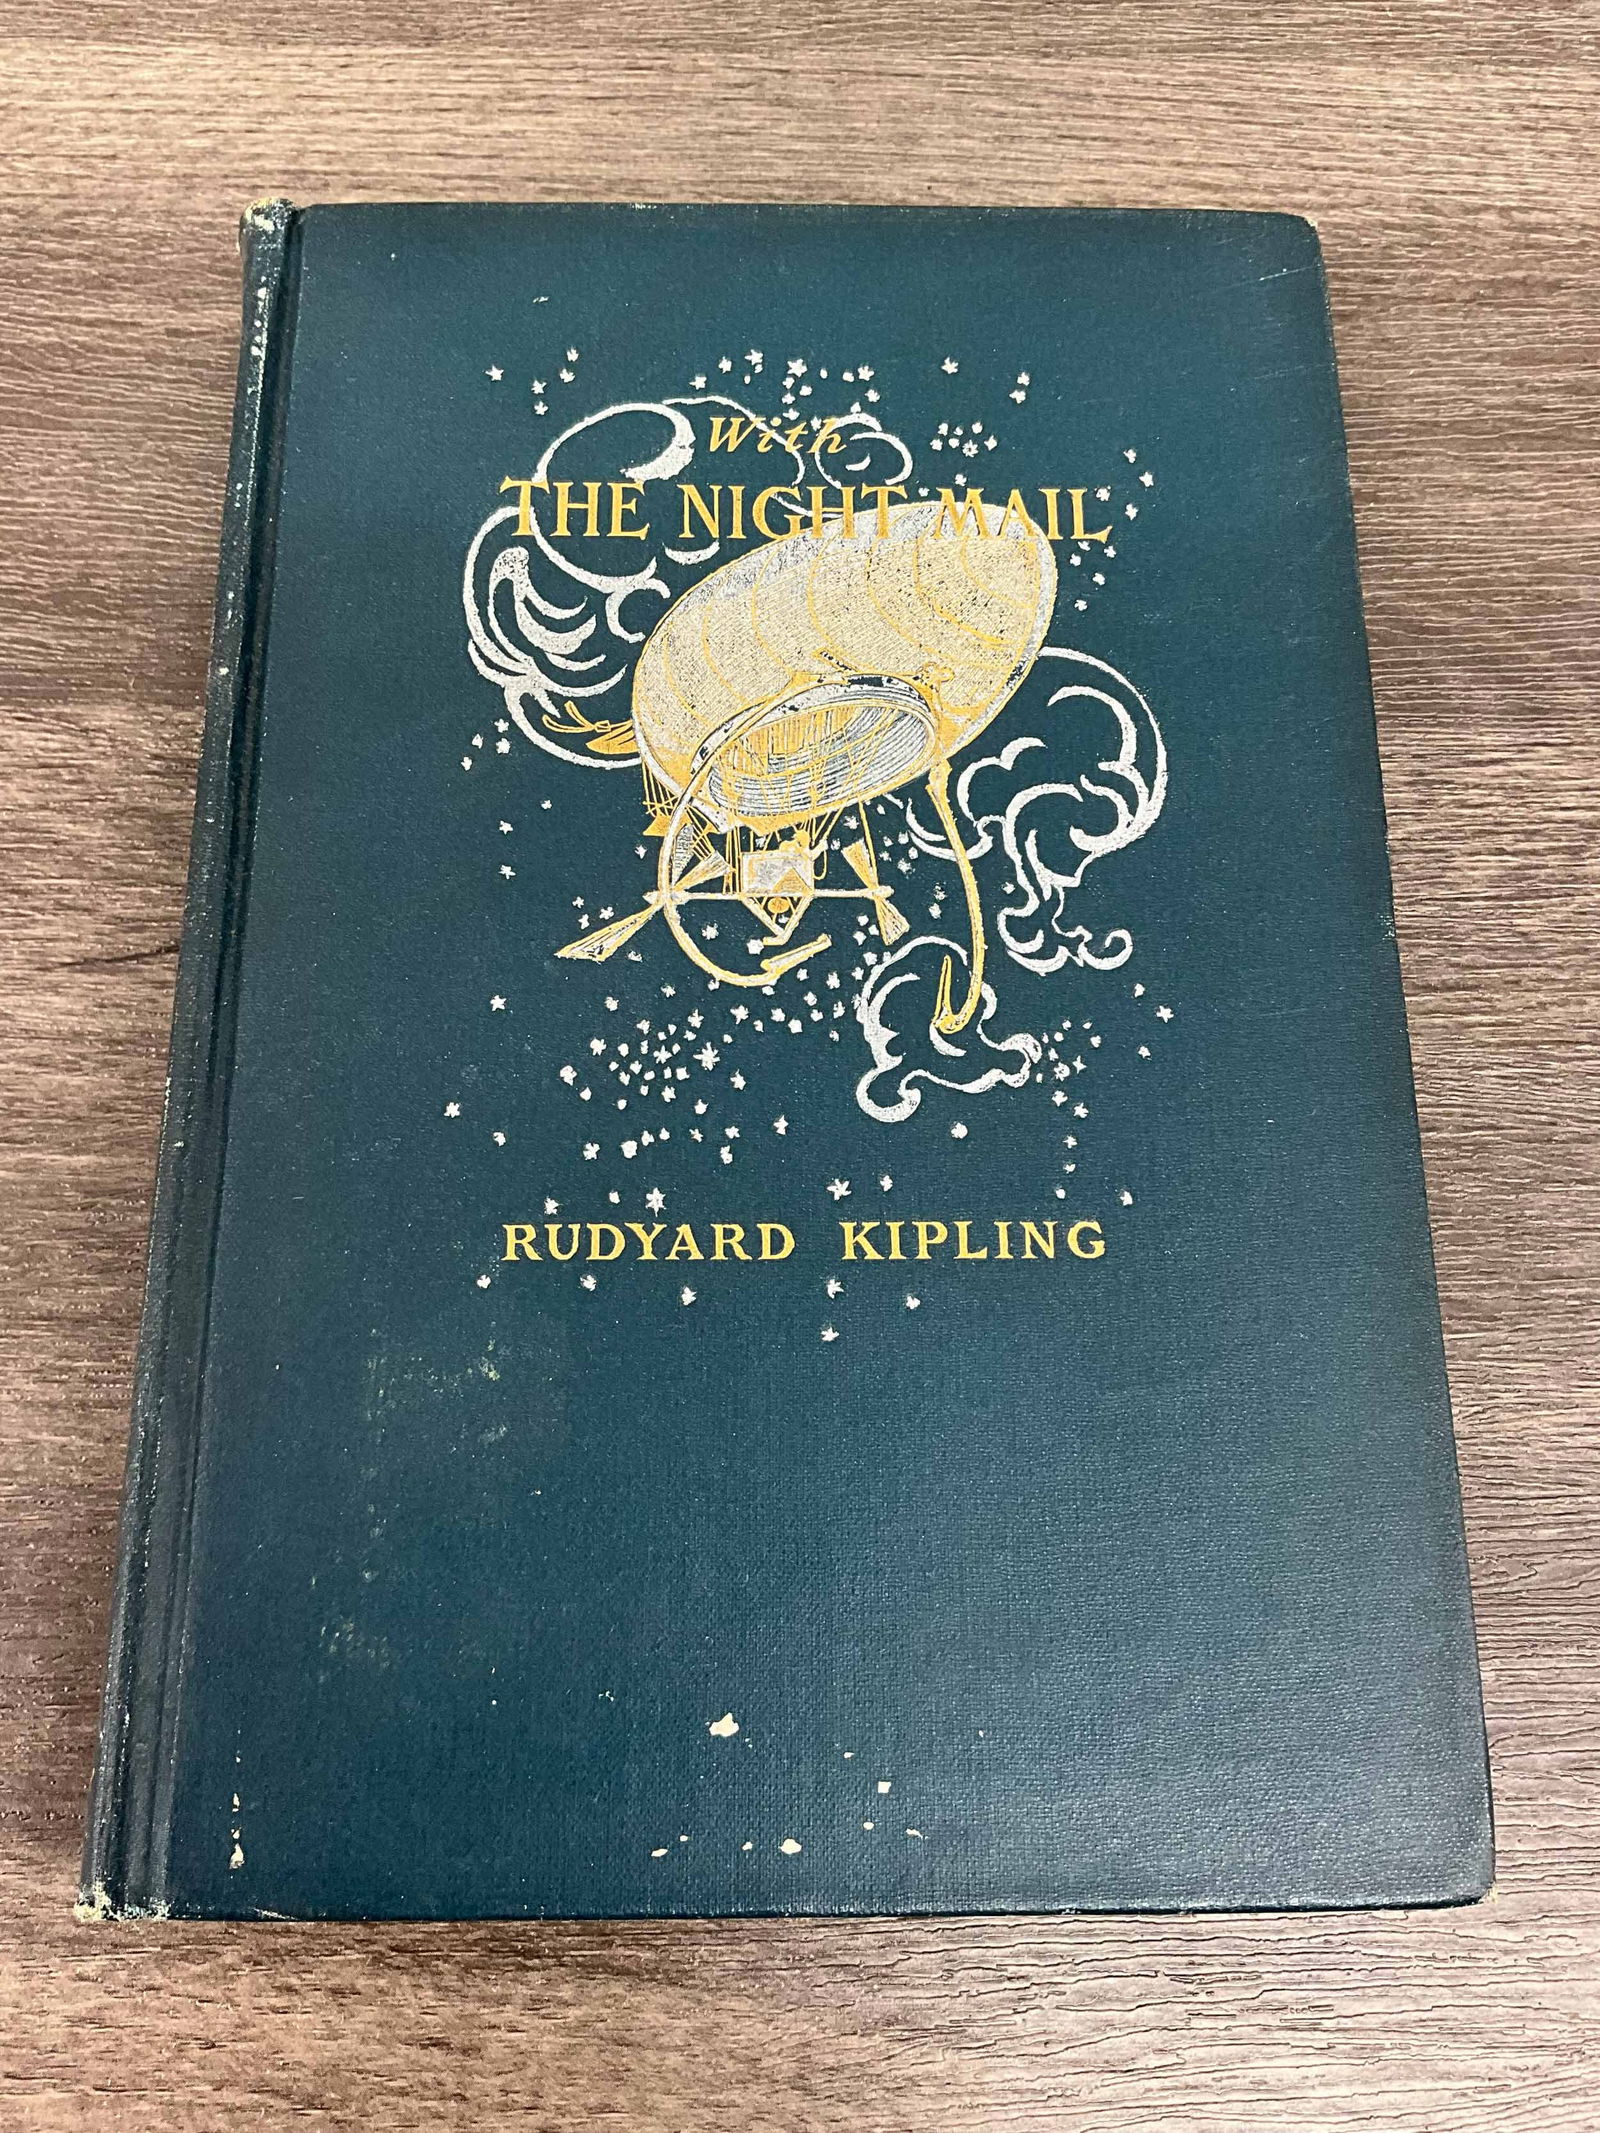 With
THE NIGHT MAIL
RUDYARD KIPLING